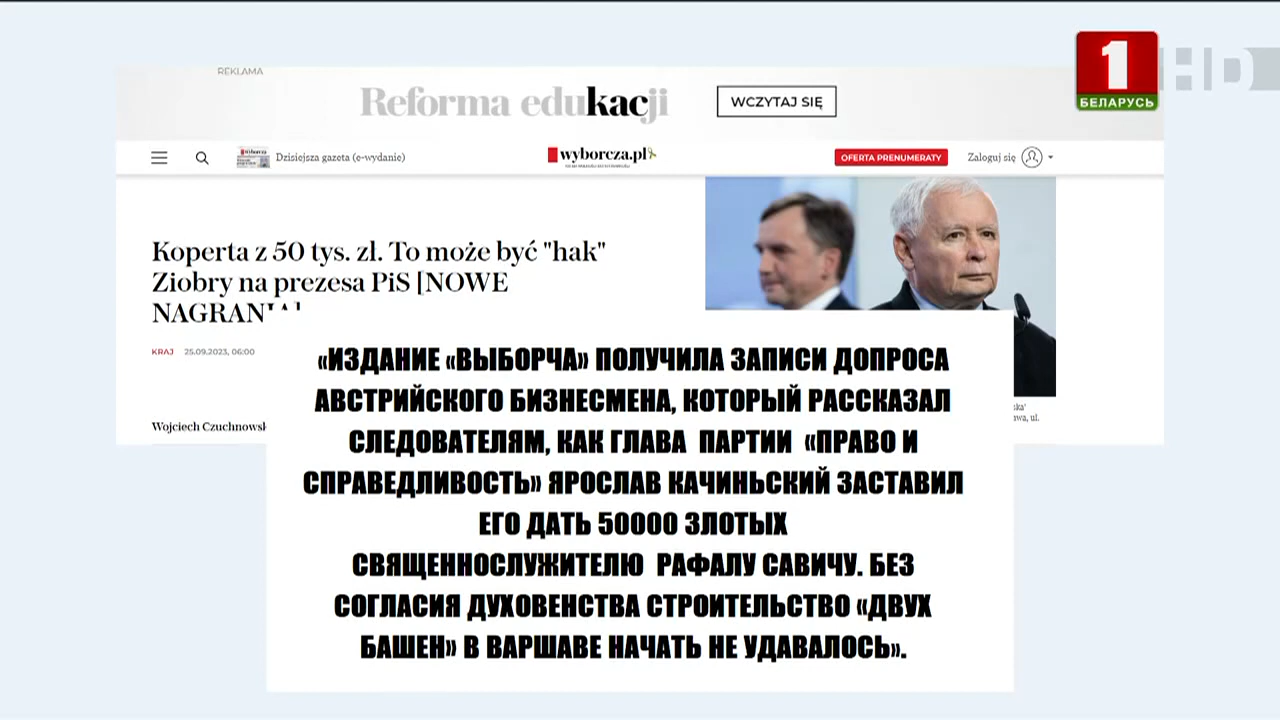 REKLAMA
Reforma edukacji
WCZYTAJ SIĘ
1 HD
БЕЛАРУСЬ
Dzisiejsza gazeta (e-wydanie)
wyborcza.pl
OFERTA PRENUMERATY
Zaloguj się
Koperta z 50 tys. zł. To może być "hak"
Ziobry na prezesa PiS [NOWE
NAGRANIA]
KRAJ 25.09.2023, 06:00
Wojciech Czuchnowsk
«ИЗДАНИЕ «ВЫБОРЧА» ПОЛУЧИЛА ЗАПИСИ ДОПРОСА
АВСТРИЙСКОГО БИЗНЕСМЕНА, КОТОРЫЙ РАССКАЗАЛ
СЛЕДОВАТЕЛЯМ, КАК ГЛАВА ПАРТИИ «ПРАВО И
СПРАВЕДЛИВОСТЬ» ЯРОСЛАВ КАЧИНЬСКИЙ ЗАСТАВИЛ
ЕГО ДАТЬ 50000 ЗЛОТЫХ
СВЯЩЕННОСЛУЖИТЕЛЮ РАФАЛУ САВИЧУ. БЕЗ
СОГЛАСИЯ ДУХОВЕНСТВА СТРОИТЕЛЬСТВО «ДВУХ
БАШЕН» В ВАРШАВЕ НАЧАТЬ НЕ УДАВАЛОСЬ».